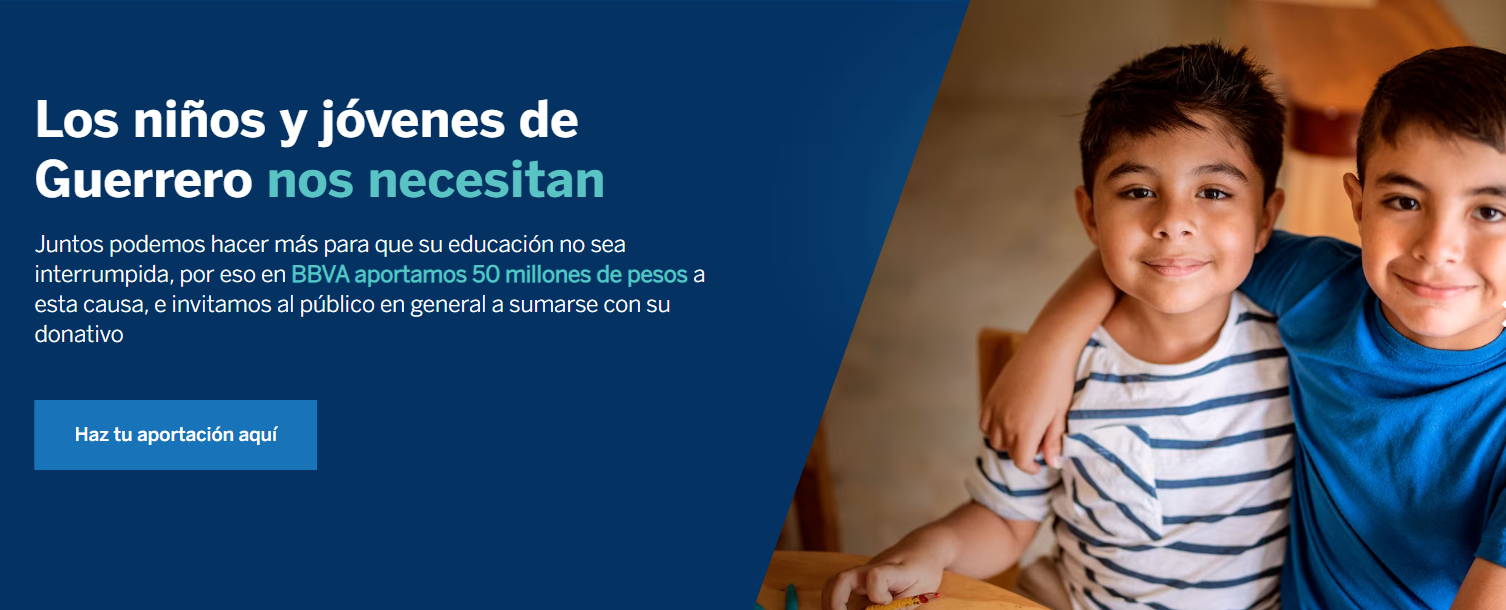 Los niños y jóvenes de
Guerrero nos necesitan
Juntos podemos hacer más para que su educación no sea
interrumpida, por eso en BBVA aportamos 50 millones de pesos a
esta causa, e invitamos al público en general a sumarse con su
donativo
Haz tu aportación aquí